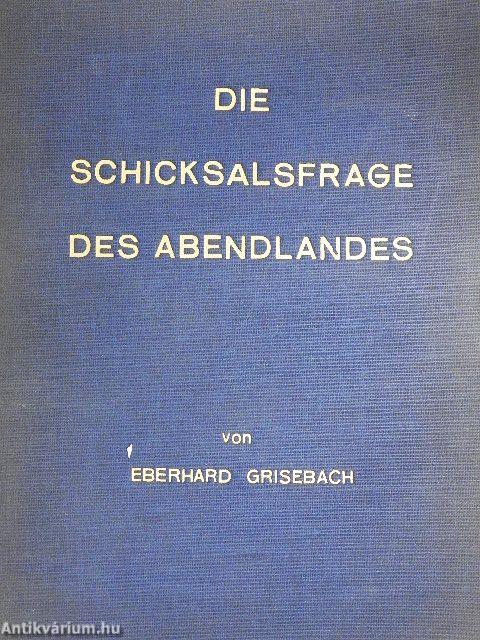 DIE
SCHICKSALSFRAGE
DES ABENDLANDES
von
EBERHARD GRISEBACH
Antikvárium.hu